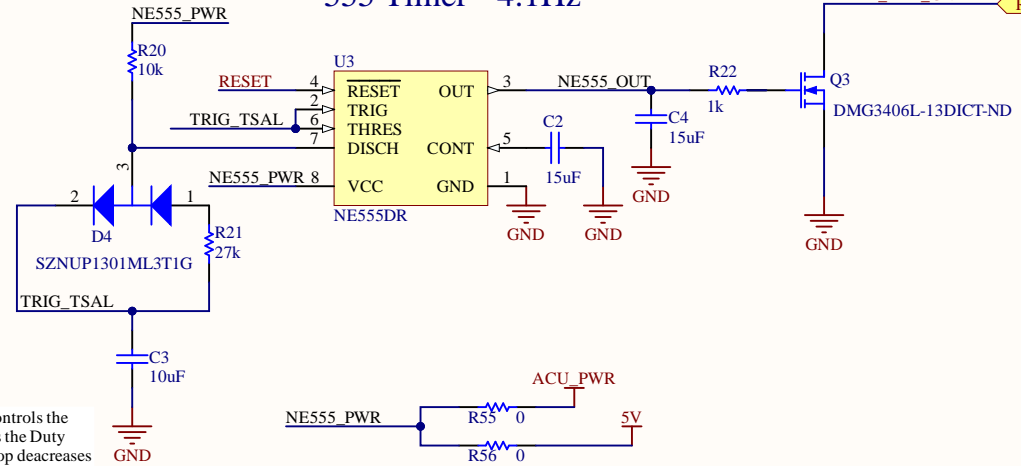 555 Timer - 4.1Hz
NE555_PWR
R20
10k
U3
RESET
4
RESET
OUT
3
NE555_OUT
R22
1k
Q3
DMG3406L-13DICT-ND
2
TRIG
TRIG_TSAL
6
THRES
7
DISCH
CONT
5
C2
15uF
C4
15uF
GND
NE555_PWR
8
VCC
GND
1
NE555DR
GND
GND
GND
3
2
1
D4
SZNUP1301ML3T1G
R21
27k
TRIG_TSAL
C3
10uF
GND
ACU_PWR
NE555_PWR
R55
0
5V
R56
0
the Duty
deacreases